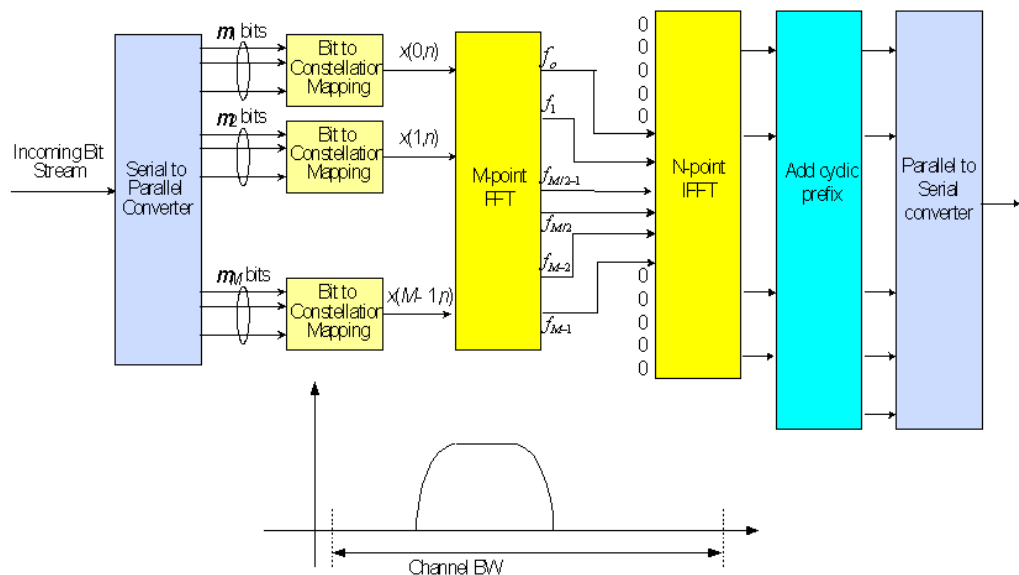 Incoming Bit
Stream
Serial to
Parallel
Converter
m1 bits
m2 bits
mM bits
Bit to
Constellation
Mapping
Bit to
Constellation
Mapping
Bit to
Constellation
Mapping
x(0,n)
x(1,n)
x(M- 1,n)
M-point
FFT
f0
f1
fM/2-1
fM/2
fM-2
fM-1
0
0
0
0
0
0
0
0
0
0
N-point
IFFT
Add cyclic
prefix
Parallel to
Serial
converter
Channel BW